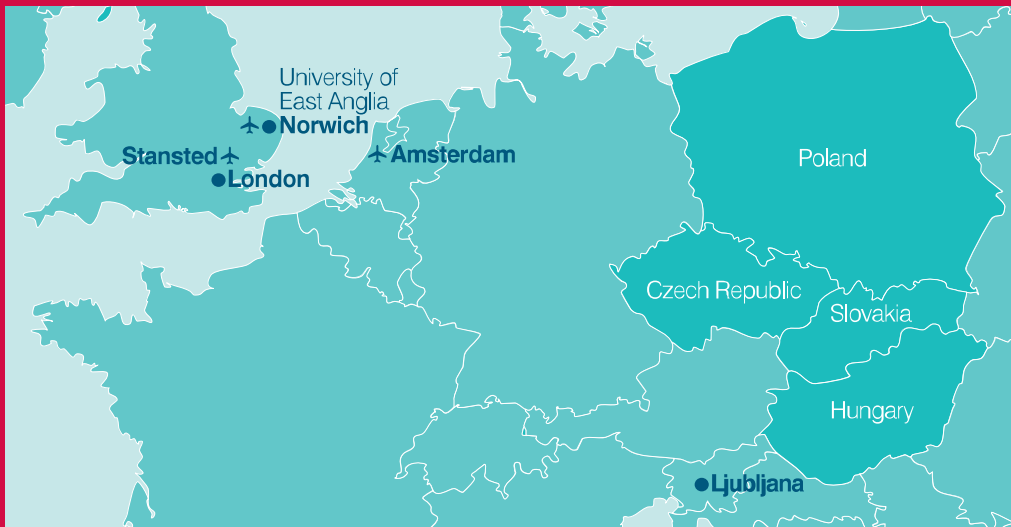 University of
East Anglia
Norwich
Stansted
Amsterdam
London
Poland
Czech Republic
Slovakia
Hungary
Ljubljana